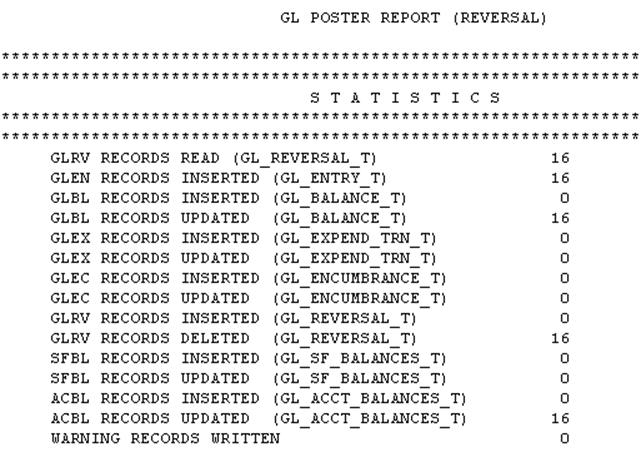 GL POSTER REPORT (REVERSAL)
****************************************************************
****************************************************************
S T A T I S T I C S
****************************************************************
****************************************************************
GLRV RECORDS READ (GL_REVERSAL_T) 16
GLEN RECORDS INSERTED (GL_ENTRY_T) 16
GLBL RECORDS INSERTED (GL_BALANCE_T) 0
GLBL RECORDS UPDATED (GL_BALANCE_T) 16
GLEX RECORDS INSERTED (GL_EXPEND_TRN_T) 0
GLEX RECORDS UPDATED (GL_EXPEND_TRN_T) 0
GLEC RECORDS INSERTED (GL_ENCUMBRANCE_T) 0
GLEC RECORDS UPDATED (GL_ENCUMBRANCE_T) 0
GLRV RECORDS INSERTED (GL_REVERSAL_T) 0
GLRV RECORDS DELETED (GL_REVERSAL_T) 16
SFBL RECORDS INSERTED (GL_SF_BALANCES_T) 0
SFBL RECORDS UPDATED (GL_SF_BALANCES_T) 0
ACBL RECORDS INSERTED (GL_ACCT_BALANCES_T) 0
ACBL RECORDS UPDATED (GL_ACCT_BALANCES_T) 16
WARNING RECORDS WRITTEN 0